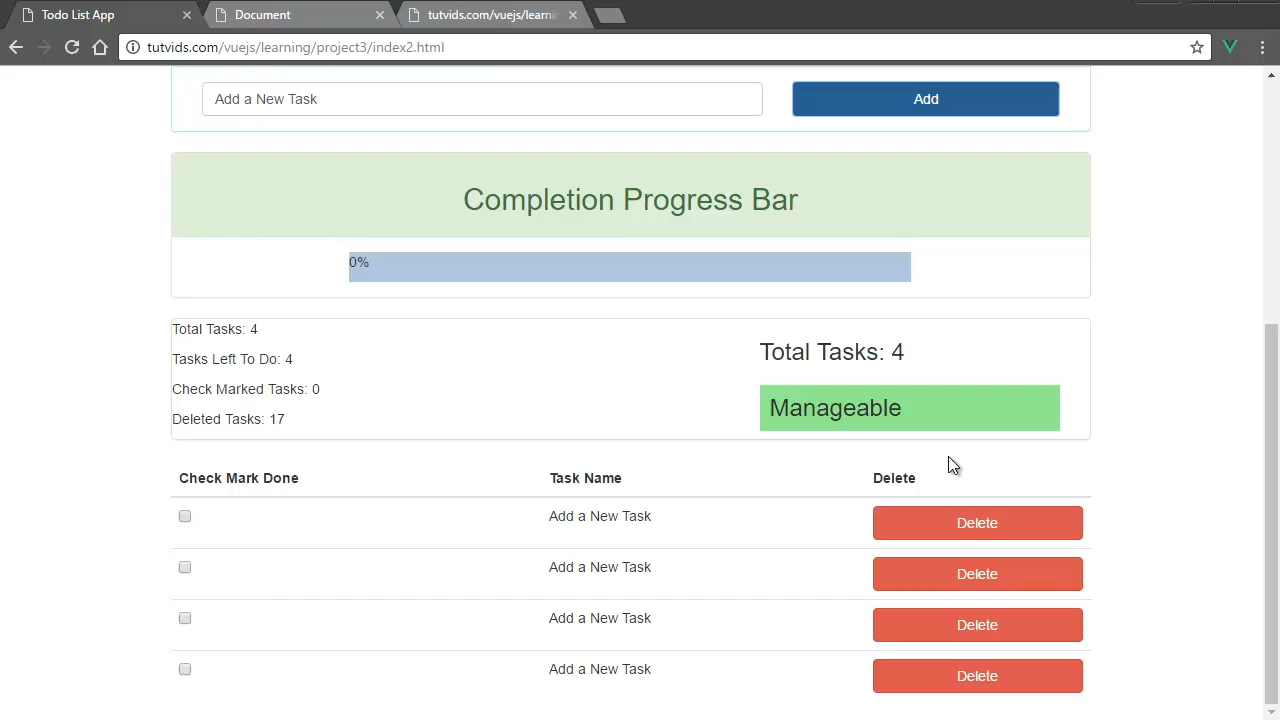 Todo List App
Document
tutvids.com/vuejs/learni
tutvids.com/vuejs/learning/project3/index2.html
Add a New Task
Add
Completion Progress Bar
0%
Total Tasks: 4
Tasks Left To Do: 4
Check Marked Tasks: 0
Deleted Tasks: 17
Total Tasks: 4
Manageable
Check Mark Done Task Name Delete
Add a New Task Delete
Add a New Task Delete
Add a New Task Delete
Add a New Task Delete